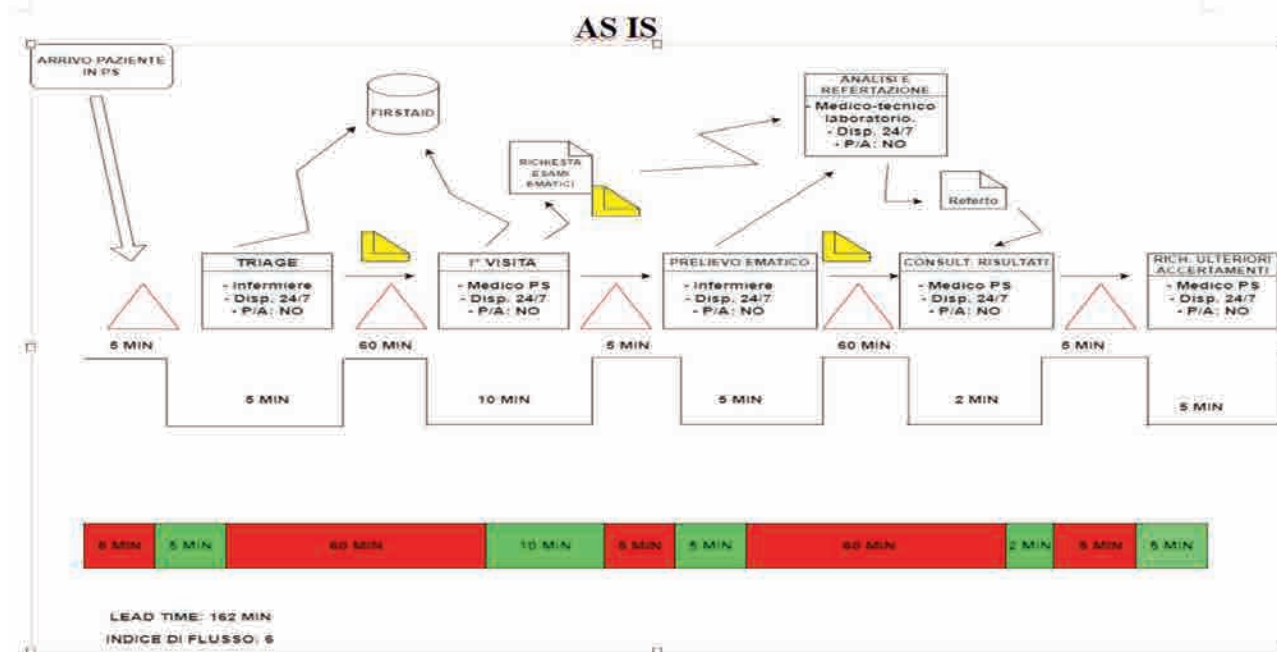 AS IS
ARRIVO PAZIENTE
IN PS
FIRSTAID
RICHIESTA
ESAMI
EMATICI
ANALISI E
REFERTAZIONE
- Medico-tecnico
laboratorio.
- Disp. 24/7
- P/A: NO
Referto
TRIAGE
- Infermiere
- Disp. 24/7
- P/A: NO
I° VISITA
- Medico PS
- Disp. 24/7
- P/A: NO
PRELIEVO EMATICO
- Infermiere
- Disp. 24/7
- P/A: NO
CONSULT. RISULTATI
- Medico PS
- Disp. 24/7
- P/A: NO
RICH. ULTERIORI
ACCERTAMENTI
- Medico PS
- Disp. 24/7
- P/A: NO
5 MIN
60 MIN
5 MIN
60 MIN
5 MIN
5 MIN
10 MIN
5 MIN
2 MIN
5 MIN
5 MIN
5 MIN
60 MIN
10 MIN
5 MIN
5 MIN
60 MIN
2 MIN
5 MIN
5 MIN
LEAD TIME: 162 MIN
INDICE DI FLUSSO: 6